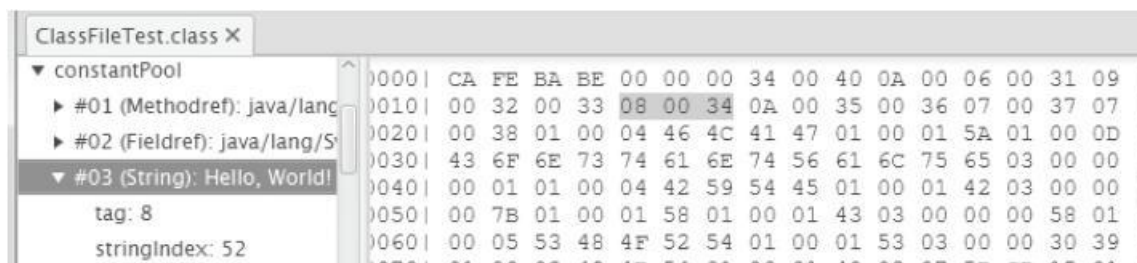 ClassFileTest.class ×
▼ constantPool
▶ #01 (Methodref): java/lang
▶ #02 (Fieldref): java/lang/S
▼ #03 (String): Hello, World!
tag: 8
stringIndex: 52
0000| CA FE BA BE 00 00 00 34 00 40 0A 00 06 00 31 09
0010| 00 32 00 33 08 00 34 0A 00 35 00 36 07 00 37 07
0020| 00 38 01 00 04 46 4C 41 47 01 00 01 5A 01 00 0D
0030| 43 6F 6E 73 74 61 6E 74 56 61 6C 75 65 03 00 00
0040| 00 01 01 00 04 42 59 54 45 01 00 01 42 03 00 00
0050| 00 7B 01 00 01 58 01 00 01 43 03 00 00 00 58 01
0060| 00 05 53 48 4F 52 54 01 00 01 53 03 00 00 30 39